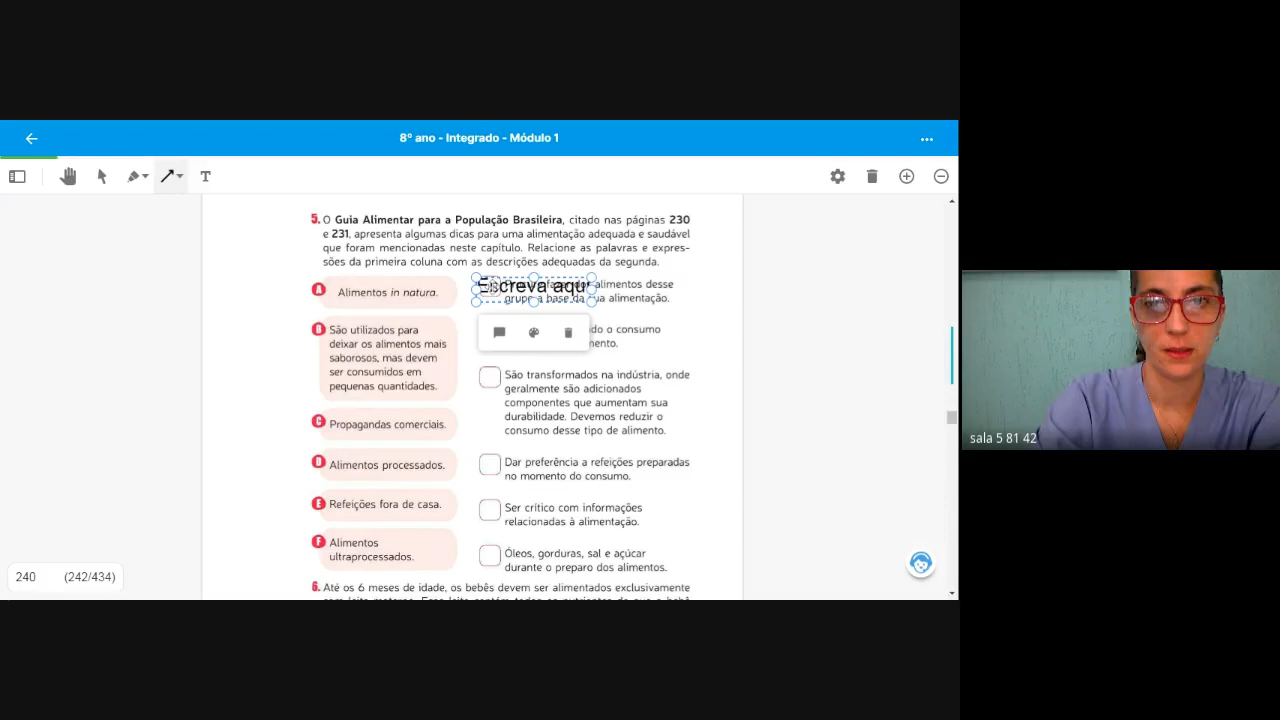 8º ano - Integrado - Módulo 1
5. O Guia Alimentar para a População Brasileira, citado nas páginas 230
e 231, apresenta algumas dicas para uma alimentação adequada e saudável
que foram mencionadas neste capítulo. Relacione as palavras e expres-
sões da primeira coluna com as descrições adequadas da segunda.
A Alimentos in natura.
B São utilizados para
deixar os alimentos mais
saborosos, mas devem
ser consumidos em
pequenas quantidades.
C Propagandas comerciais.
D Alimentos processados.
E Refeições fora de casa.
F Alimentos
ultraprocessados.
Escreva aqui
alimentos desse
grupo a base da sua alimentação.
o consumo
São transformados na indústria, onde
geralmente são adicionados
componentes que aumentam sua
durabilidade. Devemos reduzir o
consumo desse tipo de alimento.
Dar preferência a refeições preparadas
no momento do consumo.
Ser crítico com informações
relacionadas à alimentação.
Óleos, gorduras, sal e açúcar
durante o preparo dos alimentos.
6. Até os 6 meses de idade, os bebês devem ser alimentados exclusivamente
240 (242/434)
sala 5 81 42